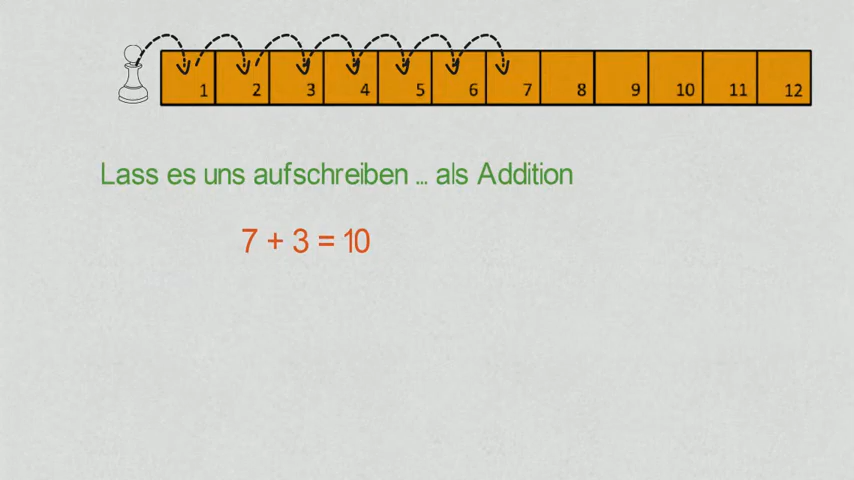 1 2 3 4 5 6 7 8 9 10 11 12
Lass es uns aufschreiben ... als Addition
7 + 3 = 10